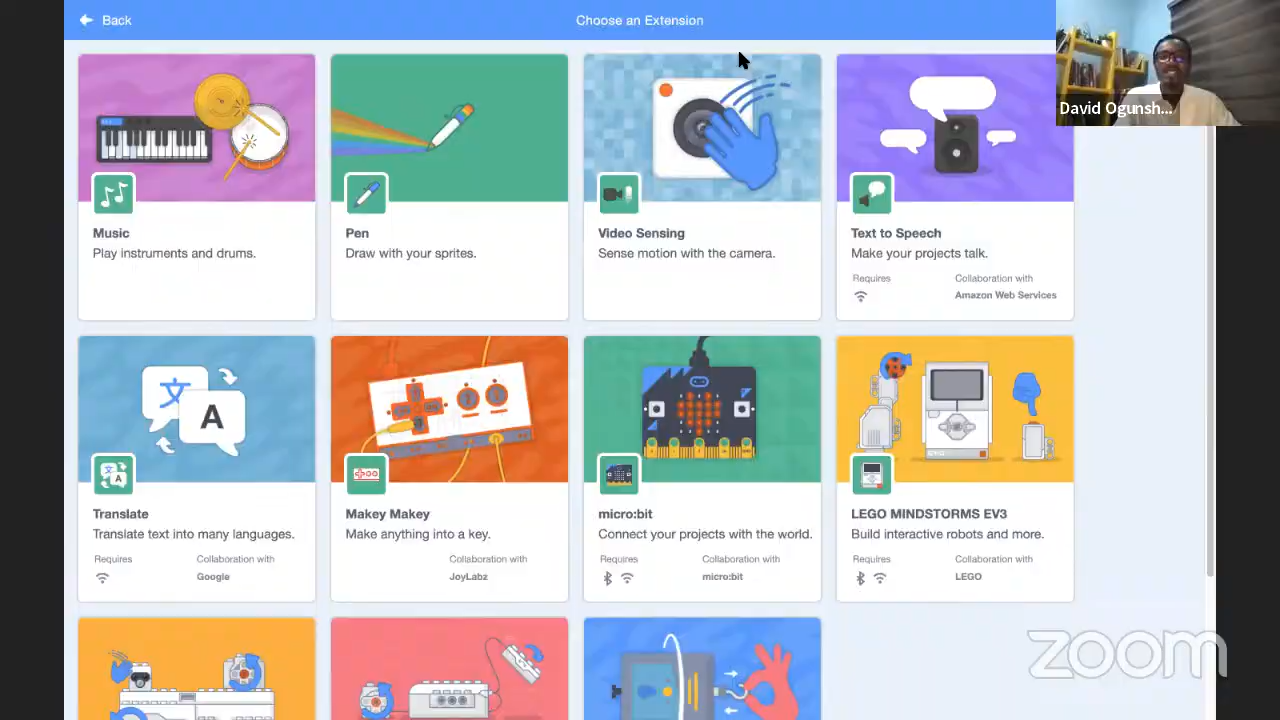 Back
Choose an Extension
David Ogunsh...
Music
Play instruments and drums.
Pen
Draw with your sprites.
Video Sensing
Sense motion with the camera.
Text to Speech
Make your projects talk.
Requires
Collaboration with
Amazon Web Services
文
A
Translate
Translate text into many languages.
Requires
Collaboration with
Google
Makey Makey
Make anything into a key.
Collaboration with
JoyLabz
micro:bit
Connect your projects with the world.
Requires
Collaboration with
micro:bit
LEGO MINDSTORMS EV3
Build interactive robots and more.
Requires
Collaboration with
LEGO
zoom